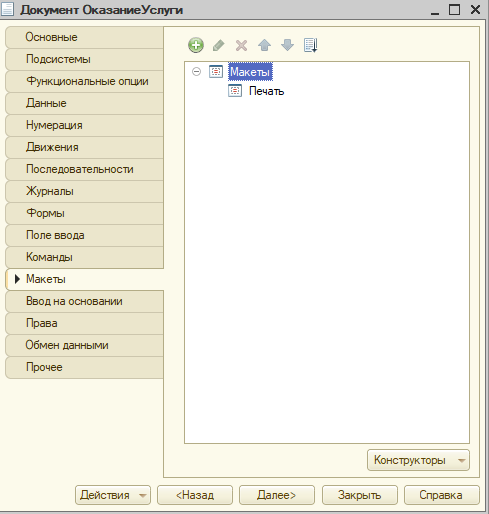 Документ ОказаниеУслуги
Основные
Подсистемы
Функциональные опции
Данные
Нумерация
Движения
Последовательности
Журналы
Формы
Поле ввода
Команды
Макеты
Ввод на основании
Права
Обмен данными
Прочее
Макеты
Печать
Конструкторы
Действия
<Назад
Далее>
Закрыть
Справка